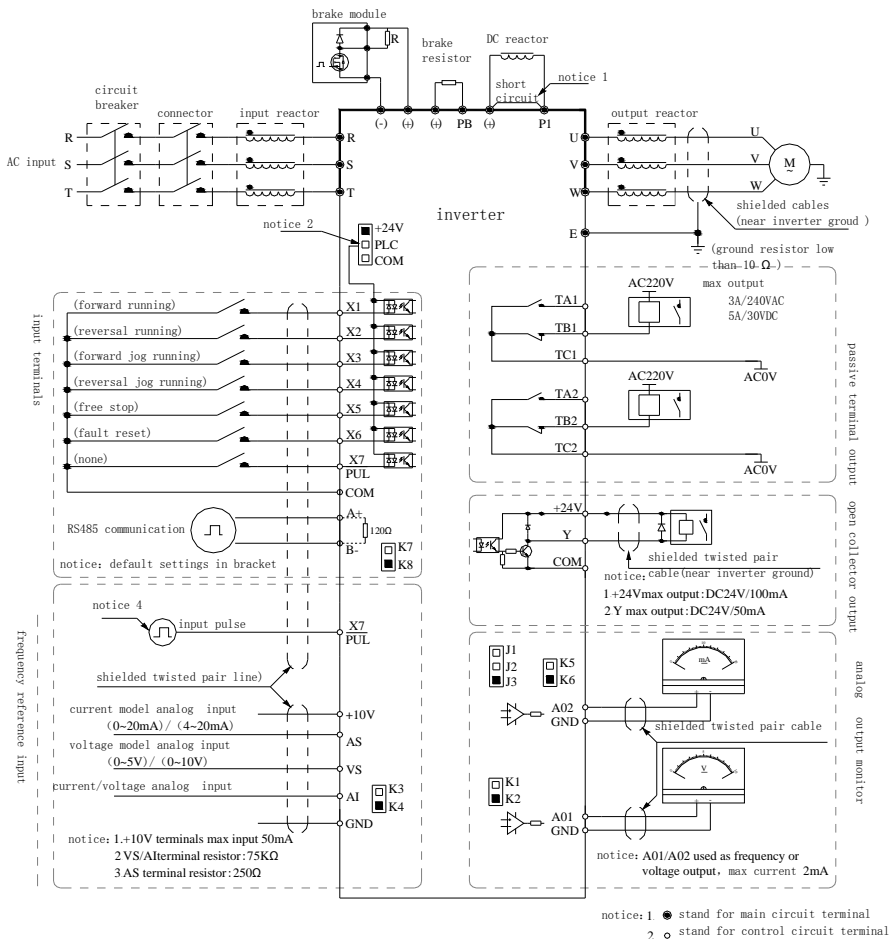 brake module
R
brake
resistor
DC reactor
notice 1
short
circuit
circuit
breaker
connector
input reactor
(-)
(+)
(+)
PB
(+)
P1
output reactor
AC input
R
S
T
R
S
T
U
V
W
U
V
W
M
~
E
inverter
shielded cables
(near inverter groud )
(ground resistor low
than 10 Ω )
notice 2
+24V
PLC
COM
input terminals
(forward running)
X1
(reversal running)
X2
(forward jog running)
X3
(reversal jog running)
X4
(free stop)
X5
(fault reset)
X6
(none)
X7
PUL
COM
RS485 communication
A+
120Ω
B-
K7
K8
notice: default settings in bracket
max output
3A/240VAC
5A/30VDC
AC220V
TA1
TB1
TC1
AC0V
AC220V
TA2
TB2
TC2
AC0V
passive terminal output
+24V
Y
COM
shielded twisted pair
cable(near inverter ground)
notice:
1 +24Vmax output:DC24V/100mA
2 Y max output:DC24V/50mA
open collector output
frequency reference input
notice 4
input pulse
X7
PUL
shielded twisted pair line)
current model analog input
(0~20mA)/ (4~20mA)
+10V
AS
voltage model analog input
(0~5V)/ (0~10V)
VS
current/voltage analog input
AI
K3
K4
GND
notice: 1.+10V terminals max input 50mA
2 VS/AIterminal resistor:75KΩ
3 AS terminal resistor:250Ω
J1
J2
J3
K5
K6
mA
A02
GND
shielded twisted pair cable
K1
K2
V
A01
GND
notice: A01/A02 used as frequency or
voltage output, max current 2mA
analog output monitor
notice: 1. stand for main circuit terminal
2. stand for control circuit terminal